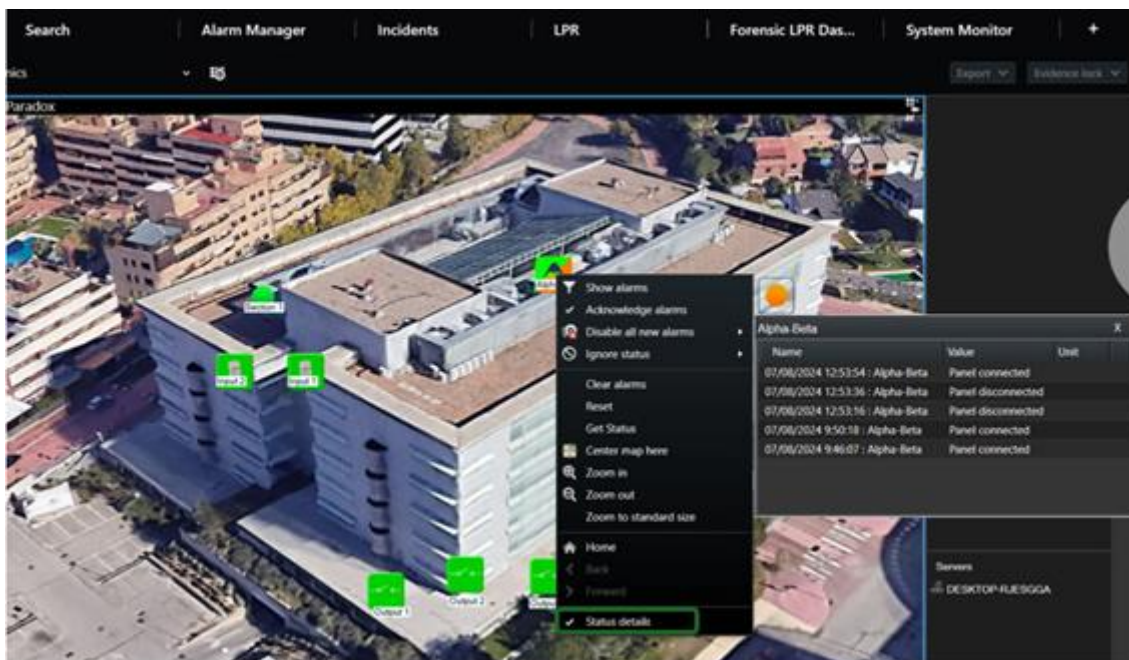 Search
Alarm Manager
Incidents
LPR
Forensic LPR Das...
System Monitor
+
nics
Export
Evidence lock
Paradox
Section 1
Input 2
Input 1
Alph
Show alarms
Acknowledge alarms
Disable all new alarms
Ignore status
Clear alarms
Reset
Get Status
Center map here
Zoom in
Zoom out
Zoom to standard size
Home
Back
Forward
Status details
Alpha-Beta X
Name Value Unit
07/08/2024 12:53:54 : Alpha-Beta Panel connected
07/08/2024 12:53:36 : Alpha-Beta Panel disconnected
07/08/2024 12:53:16 : Alpha-Beta Panel disconnected
07/08/2024 9:50:18 : Alpha-Beta Panel connected
07/08/2024 9:46:07 : Alpha-Beta Panel connected
Output 1
Output 2
Output
Servers
DESKTOP-RJESGGA